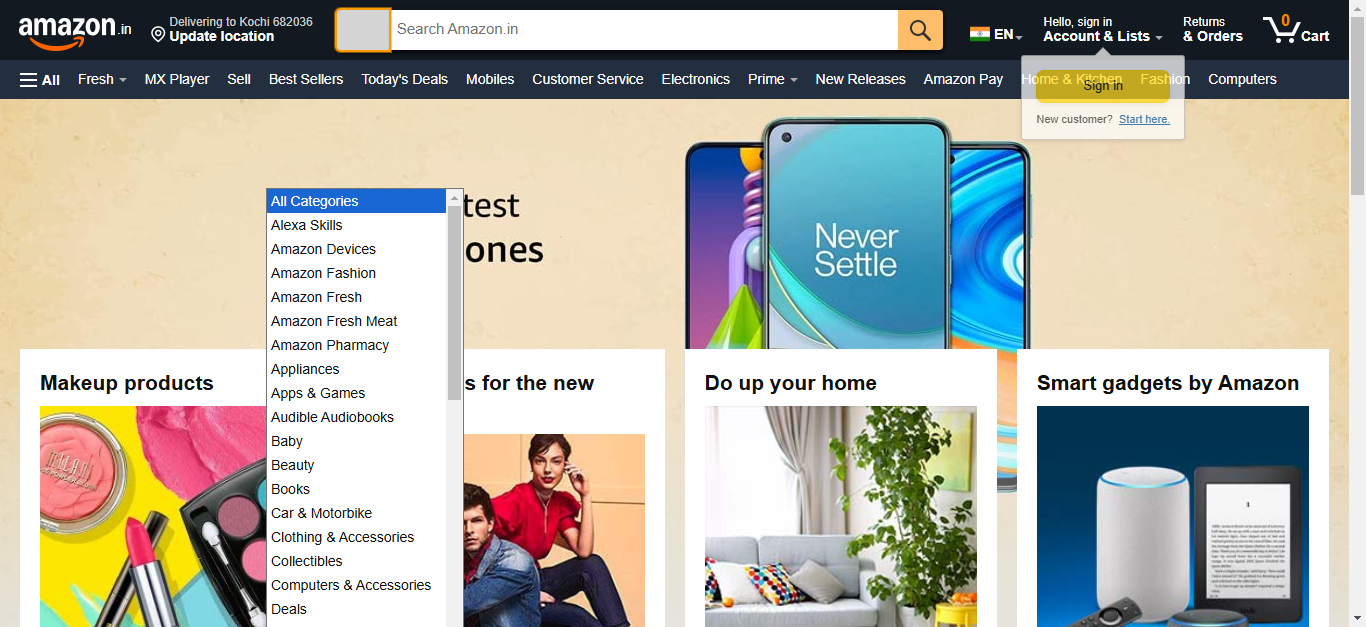 amazon.in
Delivering to Kochi 682036
Update location
Search Amazon.in
EN
Hello, sign in
Account & Lists
Returns
& Orders
0
Cart
All
Fresh
MX Player
Sell
Best Sellers
Today's Deals
Mobiles
Customer Service
Electronics
Prime
New Releases
Amazon Pay
Home & Kitchen
Fashion
Computers
Sign in
New customer? Start here.
test
ones
Never
Settle
All Categories
Alexa Skills
Amazon Devices
Amazon Fashion
Amazon Fresh
Amazon Fresh Meat
Amazon Pharmacy
Appliances
Apps & Games
Audible Audiobooks
Baby
Beauty
Books
Car & Motorbike
Clothing & Accessories
Collectibles
Computers & Accessories
Deals
Makeup products
s for the new
Do up your home
Smart gadgets by Amazon
MILANI